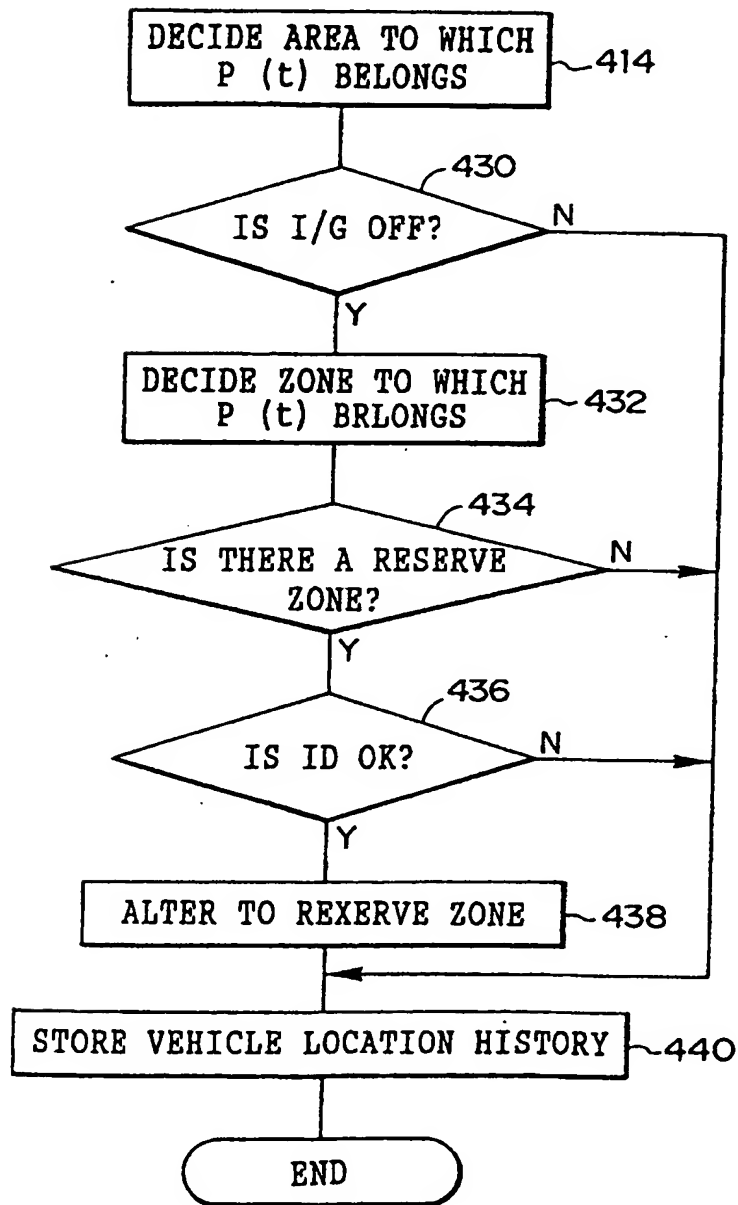 DECIDE AREA TO WHICH
P (t) BELONGS
414
430
IS I/G OFF?
N
Y
DECIDE ZONE TO WHICH
P (t) BRLONGS
432
434
IS THERE A RESERVE
ZONE?
N
Y
436
IS ID OK?
N
Y
ALTER TO REXERVE ZONE
438
STORE VEHICLE LOCATION HISTORY
440
END